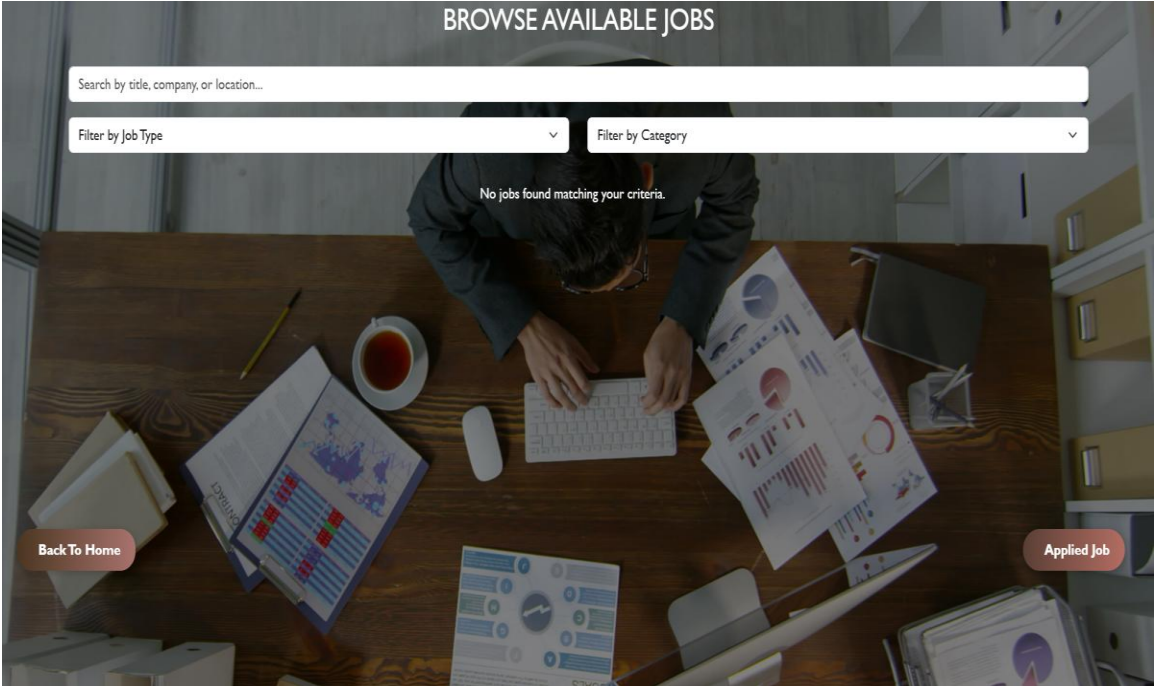 BROWSE AVAILABLE JOBS
Search by title, company, or location...
Filter by Job Type
Filter by Category
No jobs found matching your criteria.
CONTRACT
Back To Home
Applied Job